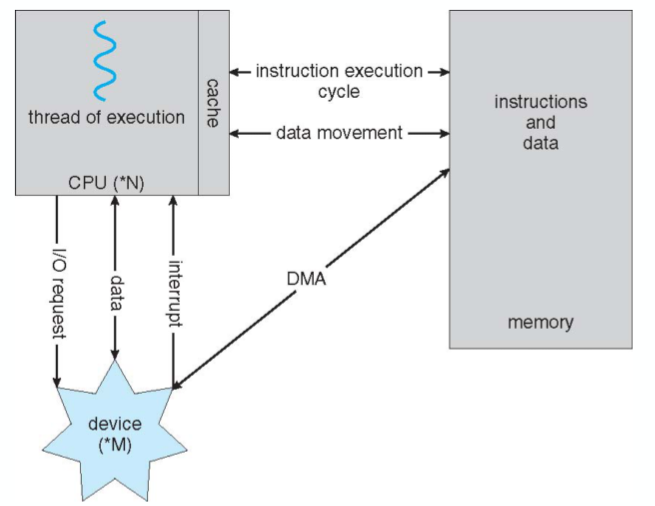 thread of execution
cache
CPU (*N)
instruction execution
cycle
data movement
instructions
and
data
memory
I/O request
data
interrupt
DMA
device
(*M)